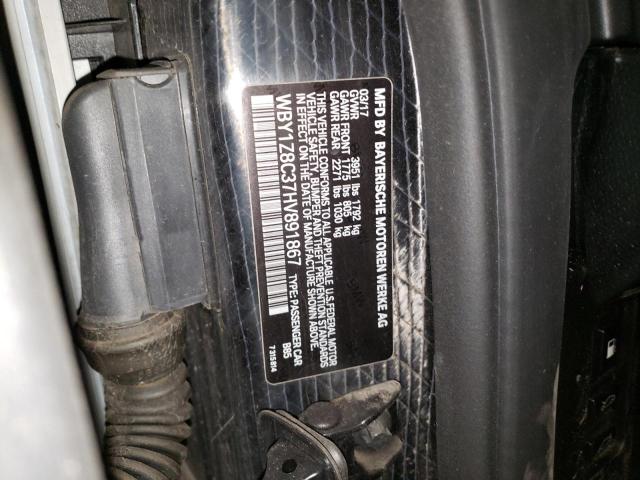 MFD BY BAYERISCHE MOTOREN WERKE AG
03/17
GVWR 3951 lbs 1792 kg
GAWR FRONT 1775 lbs 805 kg
GAWR REAR 2271 lbs 1030 kg
THIS VEHICLE CONFORMS TO ALL APPLICABLE U.S.FEDERAL MOTOR
VEHICLE SAFETY, BUMPER AND THEFT PREVENTION STANDARDS
IN EFFECT ON THE DATE OF MANUFACTURE SHOWN ABOVE.
WBY1Z8C37HV891867 TYPE: PASSENGER CAR
B85
7 315 814